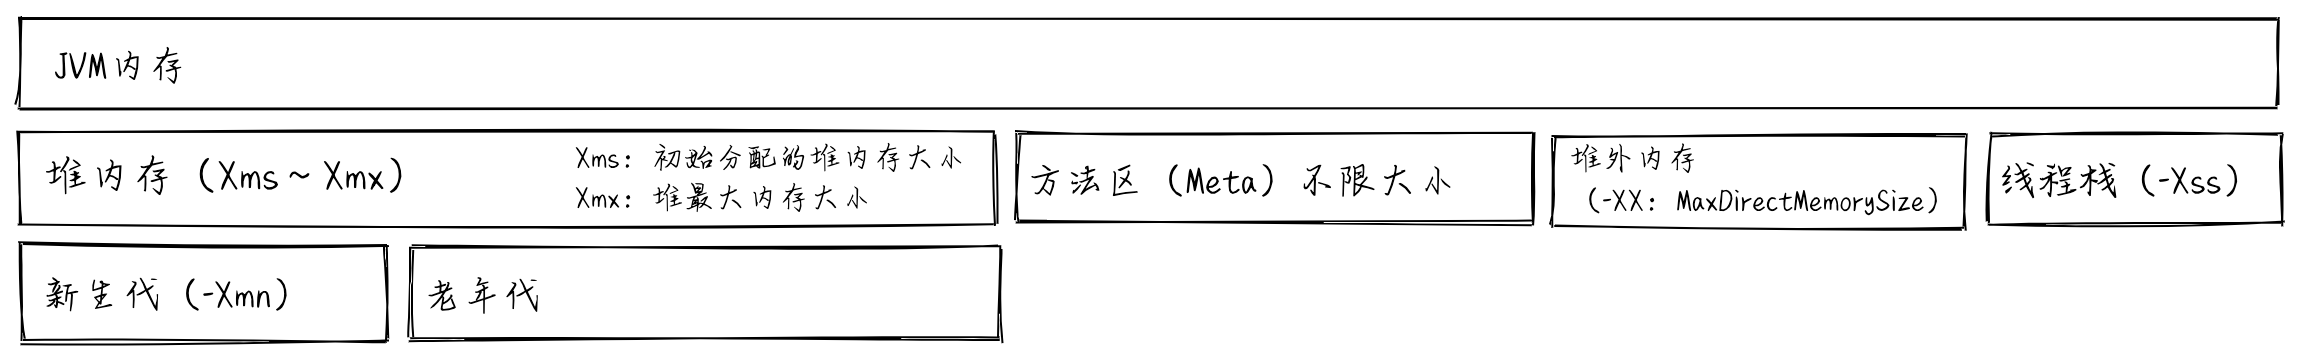 JVM内存
堆内存（Xms ~ Xmx）
Xms：初始分配的堆内存大小
Xmx：堆最大内存大小
方法区（Meta）不限大小
堆外内存
（-XX：MaxDirectMemorySize）
线程栈（-Xss）
新生代（-Xmn）
老年代